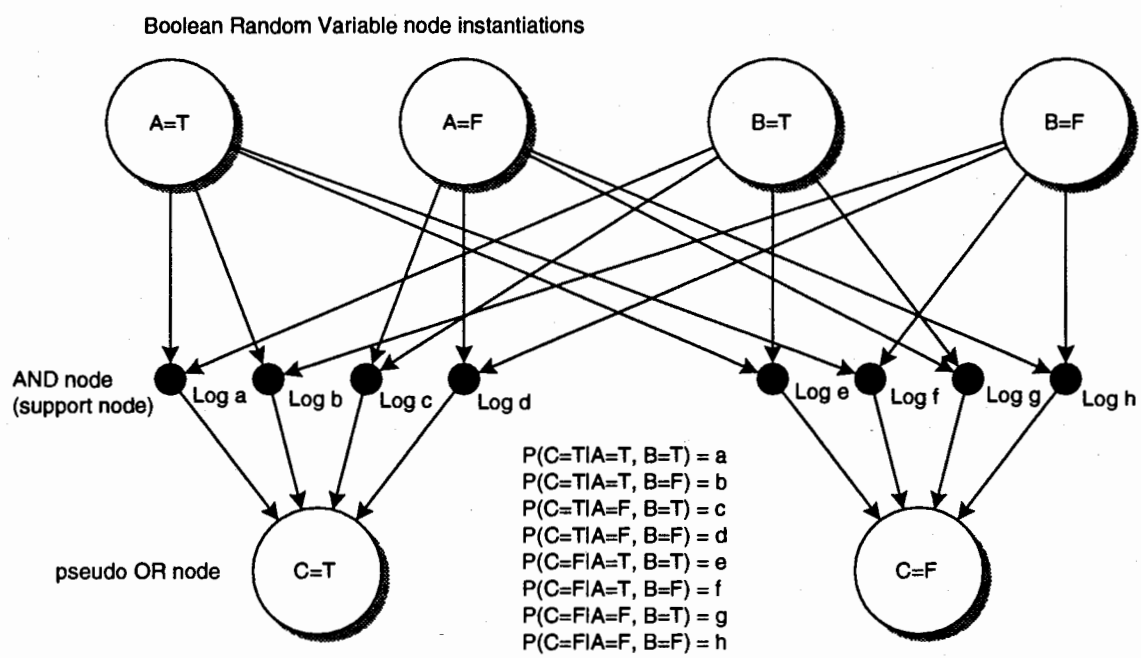 Boolean Random Variable node instantiations
A=T
A=F
B=T
B=F
AND node
(support node)
Log a
Log b
Log c
Log d
Log e
Log f
Log g
Log h
P(C=T|A=T, B=T) = a
P(C=T|A=T, B=F) = b
P(C=T|A=F, B=T) = c
P(C=T|A=F, B=F) = d
P(C=F|A=T, B=T) = e
P(C=F|A=T, B=F) = f
P(C=F|A=F, B=T) = g
P(C=F|A=F, B=F) = h
pseudo OR node
C=T
C=F